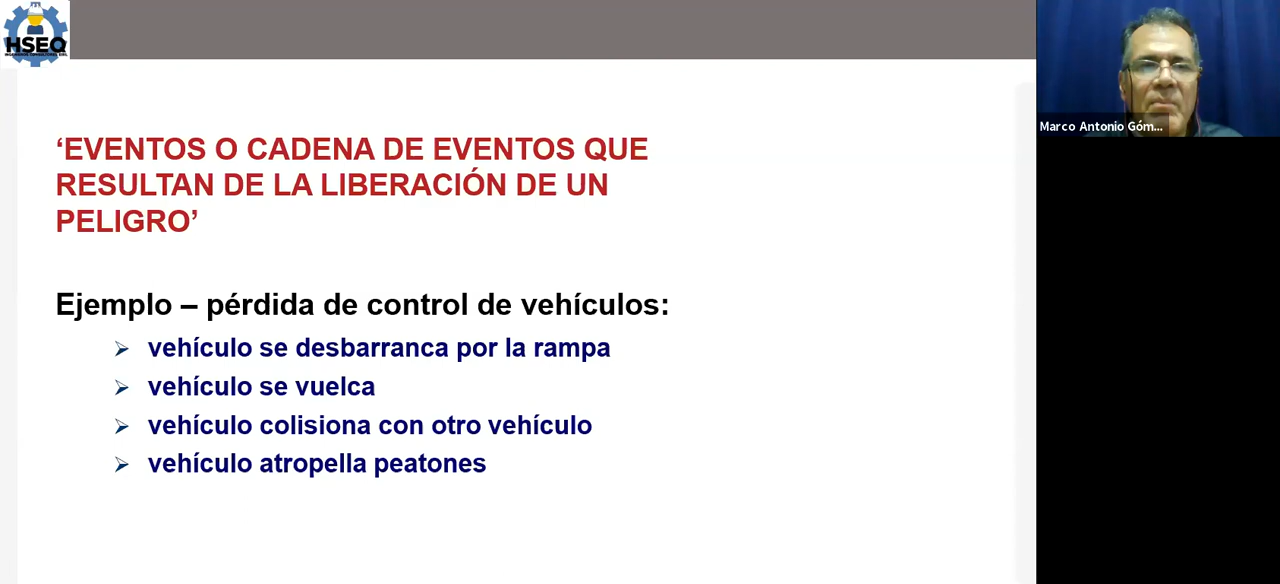 HSEQ
‘EVENTOS O CADENA DE EVENTOS QUE
RESULTAN DE LA LIBERACIÓN DE UN
PELIGRO’
Ejemplo – pérdida de control de vehículos:
vehículo se desbarranca por la rampa
vehículo se vuelca
vehículo colisiona con otro vehículo
vehículo atropella peatones
Marco Antonio Góm...